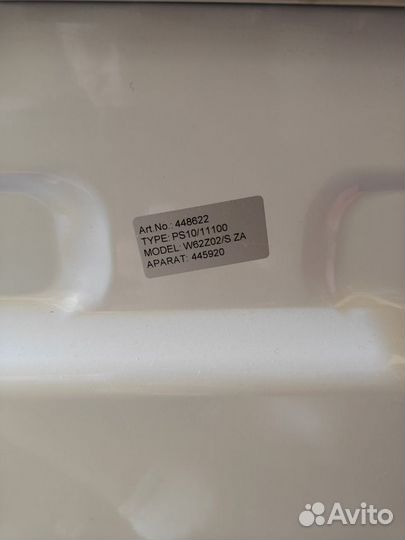 Art.No.: 448622
TYPE: PS10/11100
MODEL: W62Z02/S ZA
APARAT: 445920
Avito